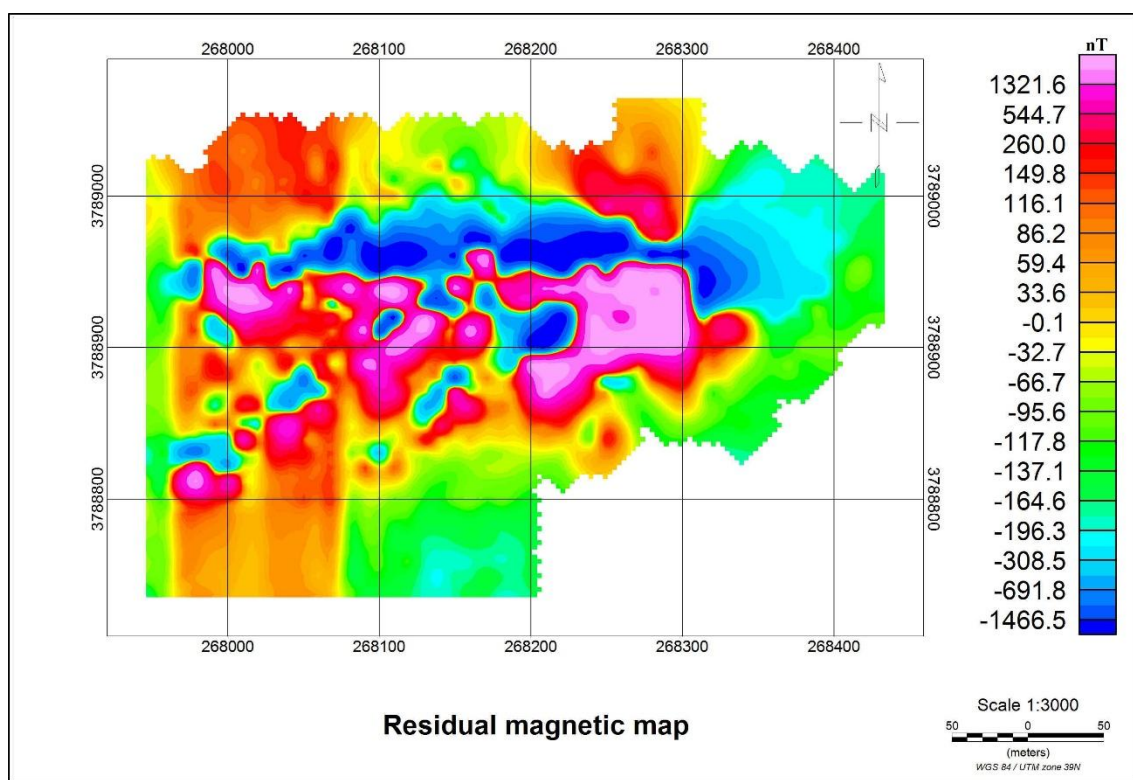 268000 268100 268200 268300 268400
nT
1321.6
544.7
260.0
149.8
116.1
86.2
59.4
33.6
-0.1
-32.7
-66.7
-95.6
-117.8
-137.1
-164.6
-196.3
-308.5
-691.8
-1466.5
N
3789000 3789000
3788900 3788900
3788800 3788800
268000 268100 268200 268300 268400
Residual magnetic map
Scale 1:3000
50 0 50
(meters)
WGS 84 / UTM zone 39N